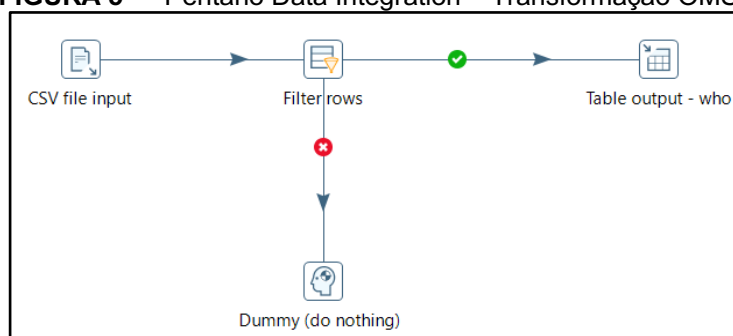 Pentaho Data Integration – Transformação
CSV file input
Filter rows
Table output - who
Dummy (do nothing)